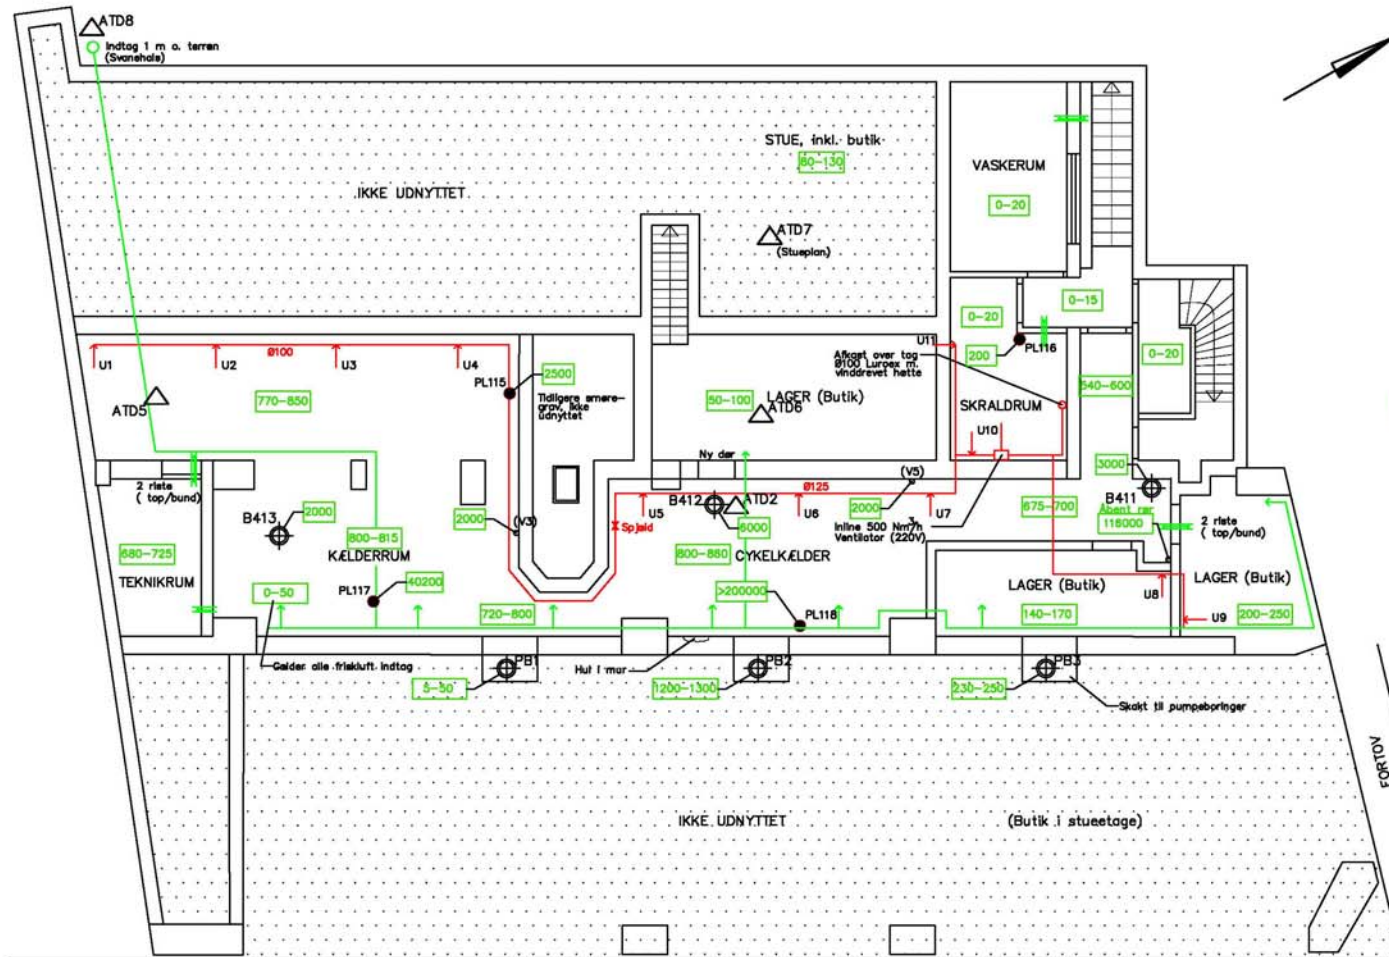 ATD8
Indtag 1 m o. terræn
(Svanehals)
STUE, inkl. butik
80-130
IKKE UDNYTTET
ATD7
(Stueplan)
VASKERUM
0-20
0-15
0-20
200
PL116
0-20
U1
U2
Ø100
U3
U4
U11
Afkast over tag
Ø100 Luroex m.
vinddrevet hætte
PL115
2500
Tidligere smøre-
grav, ikke
udnyttet
ATD5
770-850
50-100
LAGER (Butik)
ATD6
SKRALDRUM
540-600
U10
Ny dør
2 riste
( top/bund)
(V5)
Ø125
3000
B411
B413
2000
2000
(V3)
Spjæld
U5
B412
ATD2
6000
U6
2000
U7
Inline 500 Nm³/h
Ventilator (220V)
675-700
Åbent rør
116000
2 riste
( top/bund)
680-725
TEKNIKRUM
800-815
KÆLDERRUM
800-880
CYKELKÆLDER
0-50
PL117
40200
720-800
>200000
PL118
LAGER (Butik)
140-170
U8
LAGER (Butik)
U9
200-250
Gælder alle friskluft indtag
Hul i mur
5-50
PB1
1200-1300
PB2
230-250
PB3
Skakt til pumpeboringer
FORTOV
IKKE UDNYTTET
(Butik i stueetage)